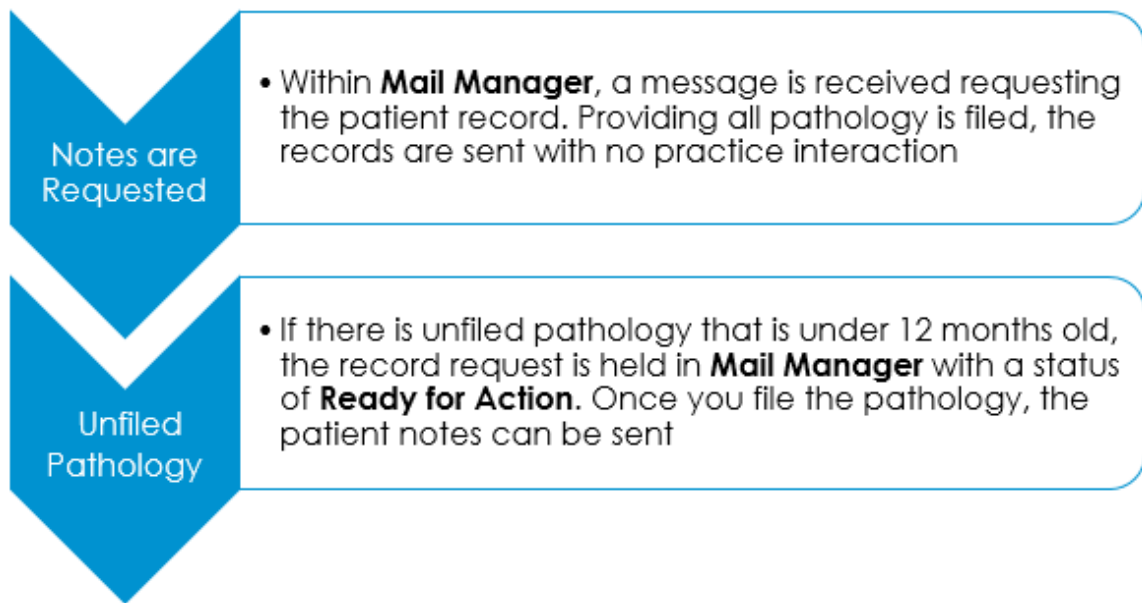 Notes are
Requested
• Within Mail Manager, a message is received requesting
the patient record. Providing all pathology is filed, the
records are sent with no practice interaction
Unfiled
Pathology
• If there is unfiled pathology that is under 12 months old,
the record request is held in Mail Manager with a status
of Ready for Action. Once you file the pathology, the
patient notes can be sent